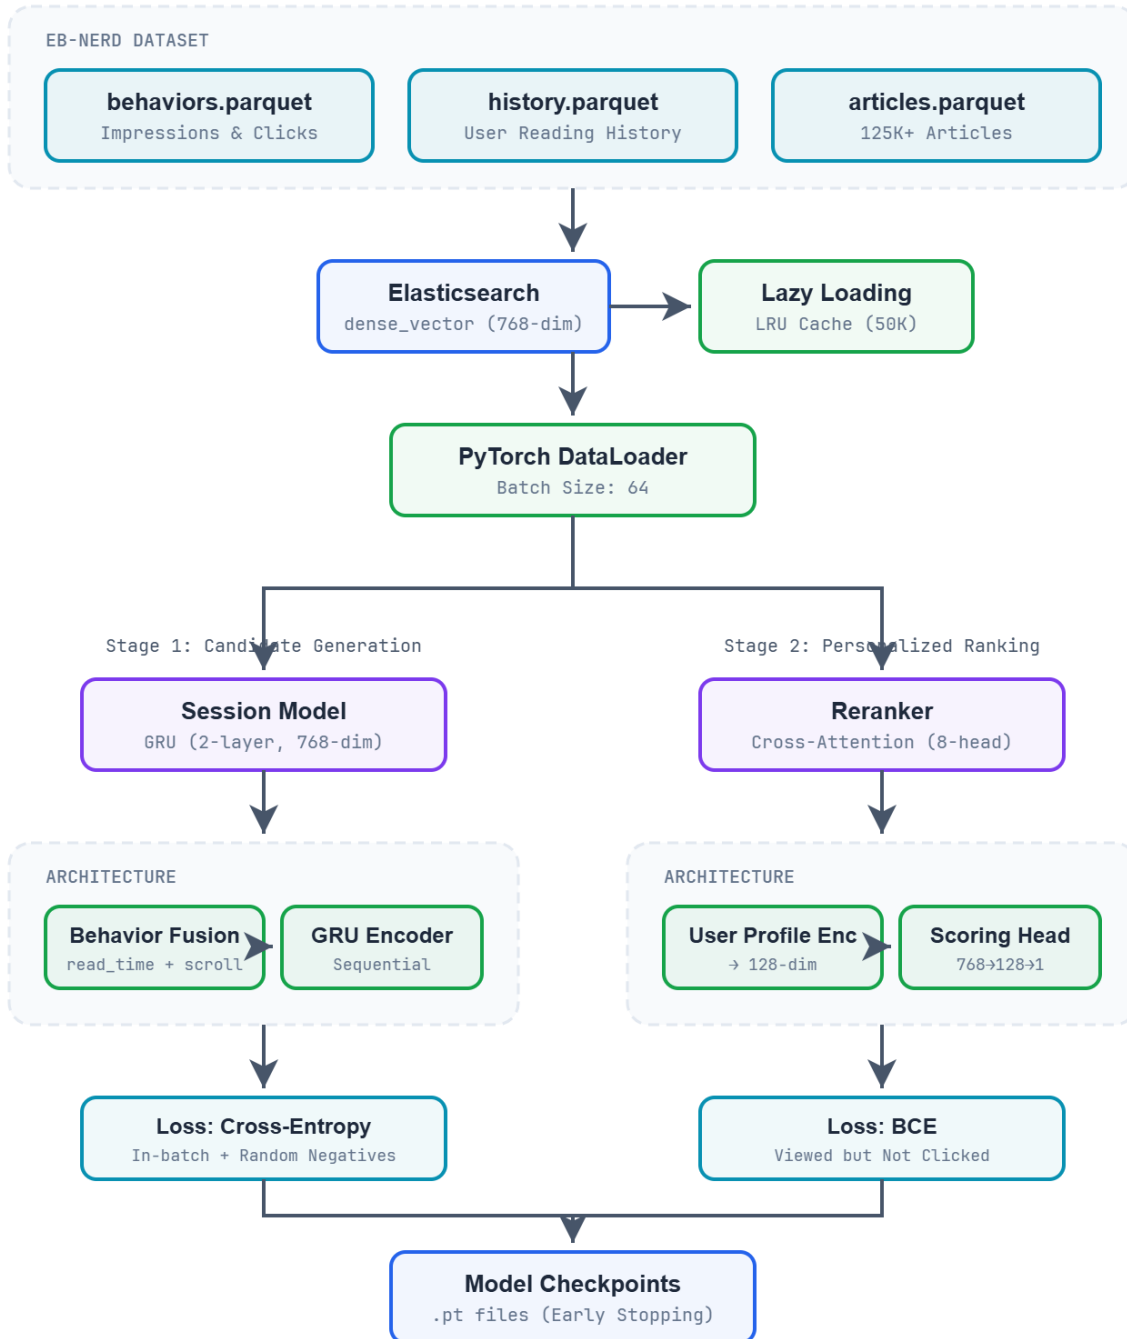 EB-NERD DATASET
behaviors.parquet
Impressions & Clicks
history.parquet
User Reading History
articles.parquet
125K+ Articles
Elasticsearch
dense_vector (768-dim)
Lazy Loading
LRU Cache (50K)
PyTorch DataLoader
Batch Size: 64
Stage 1: Candidate Generation
Stage 2: Personalized Ranking
Session Model
GRU (2-layer, 768-dim)
Reranker
Cross-Attention (8-head)
ARCHITECTURE
Behavior Fusion
read_time + scroll
GRU Encoder
Sequential
ARCHITECTURE
User Profile Enc
→ 128-dim
Scoring Head
768→128→1
Loss: Cross-Entropy
In-batch + Random Negatives
Loss: BCE
Viewed but Not Clicked
Model Checkpoints
.pt files (Early Stopping)